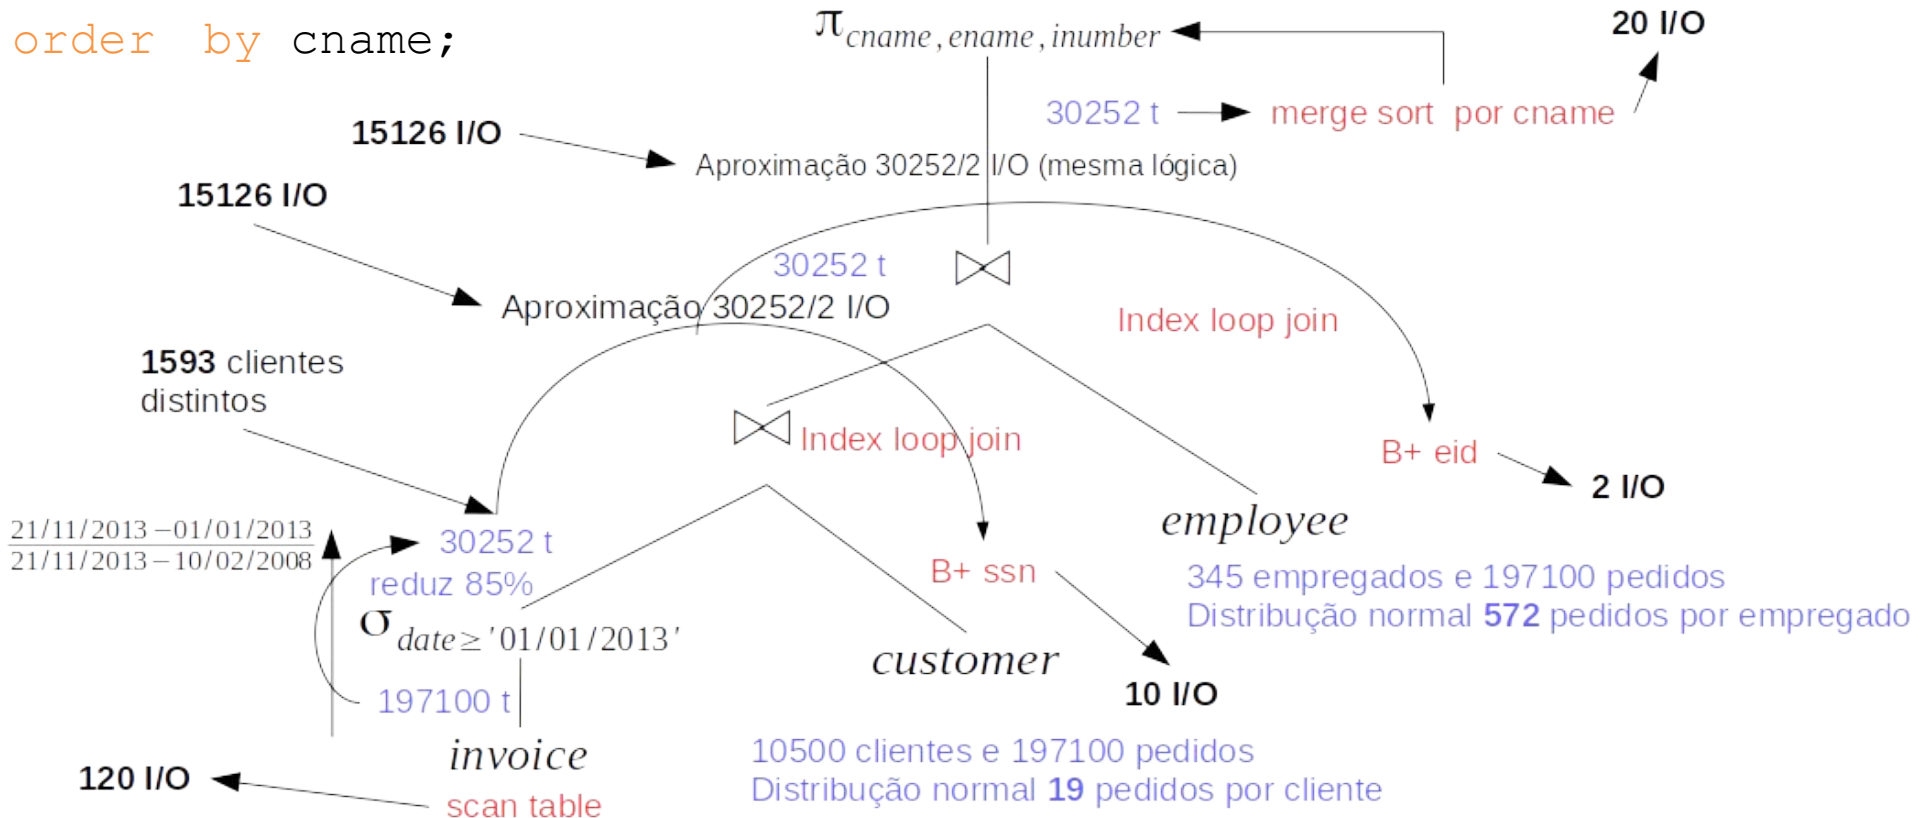 order by cname;
π cname, ename, inumber
20 I/O
30252 t
merge sort por cname
15126 I/O
Aproximação 30252/2 I/O (mesma lógica)
15126 I/O
30252 t
Aproximação 30252/2 I/O
Index loop join
1593 clientes
distintos
Index loop join
B+ eid
2 I/O
employee
21/11/2013−01/01/2013
21/11/2013−10/02/2008
30252 t
reduz 85%
B+ ssn
345 empregados e 197100 pedidos
Distribução normal 572 pedidos por empregado
σ date≥'01/01/2013'
customer
10 I/O
197100 t
invoice
10500 clientes e 197100 pedidos
Distribução normal 19 pedidos por cliente
120 I/O
scan table